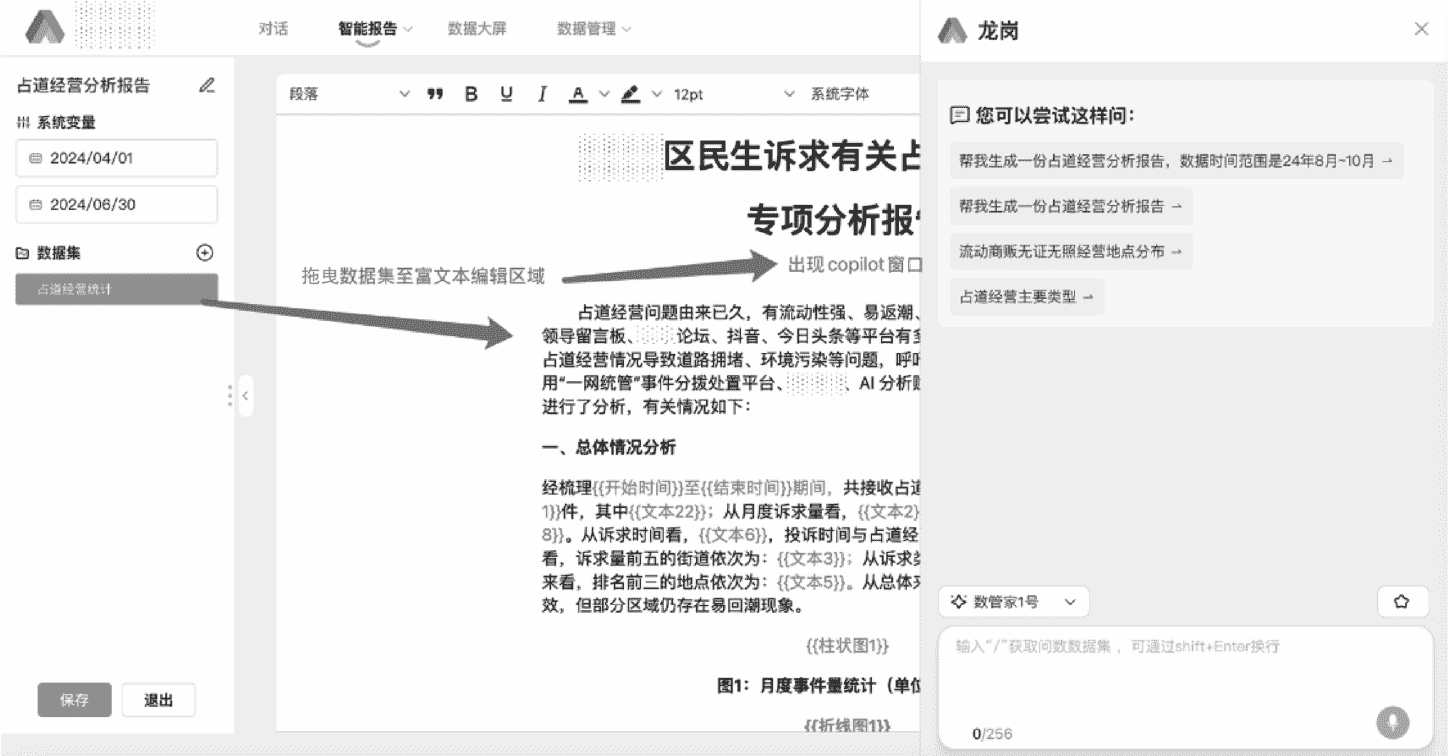 对话
智能报告
数据大屏
数据管理
龙岗
占道经营分析报告
系统变量
2024/04/01
2024/06/30
数据集
占道经营统计
保存
退出
段落
B U I A
12pt
系统字体
区民生诉求有关占
专项分析报告
拖曳数据集至富文本编辑区域
出现copilot窗口
占道经营问题由来已久，有流动性强、易返潮、
领导留言板、
论坛、抖音、今日头条等平台有多
占道经营情况导致道路拥堵、环境污染等问题，呼吁
用“一网统管”事件分拨处置平台、
、AI 分析
进行了分析，有关情况如下：
一、总体情况分析
经梳理{{开始时间}}至{{结束时间}}期间，共接收占道
1}}件，其中{{文本22}}；从月度诉求量看，{{文本2}
8}}。从诉求时间看，{{文本6}}，投诉时间与占道经
看，诉求量前五的街道依次为：{{文本3}}；从诉求类
来看，排名前三的地点依次为：{{文本5}}。从总体来
效，但部分区域仍存在易回潮现象。
{{柱状图1}}
图1：月度事件量统计（单位
{{折线图1}}
您可以尝试这样问：
帮我生成一份占道经营分析报告，数据时间范围是24年8月~10月 →
帮我生成一份占道经营分析报告 →
流动商贩无证无照经营地点分布 →
占道经营主要类型 →
数管家1号
输入“/”获取问数数据集 ，可通过shift+Enter换行
0/256